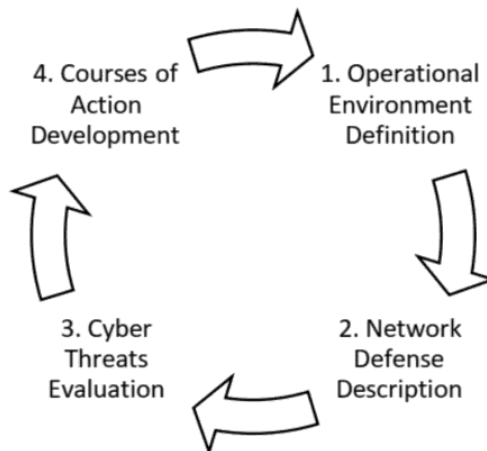 1. Operational
Environment
Definition
2. Network
Defense
Description
3. Cyber
Threats
Evaluation
4. Courses of
Action
Development